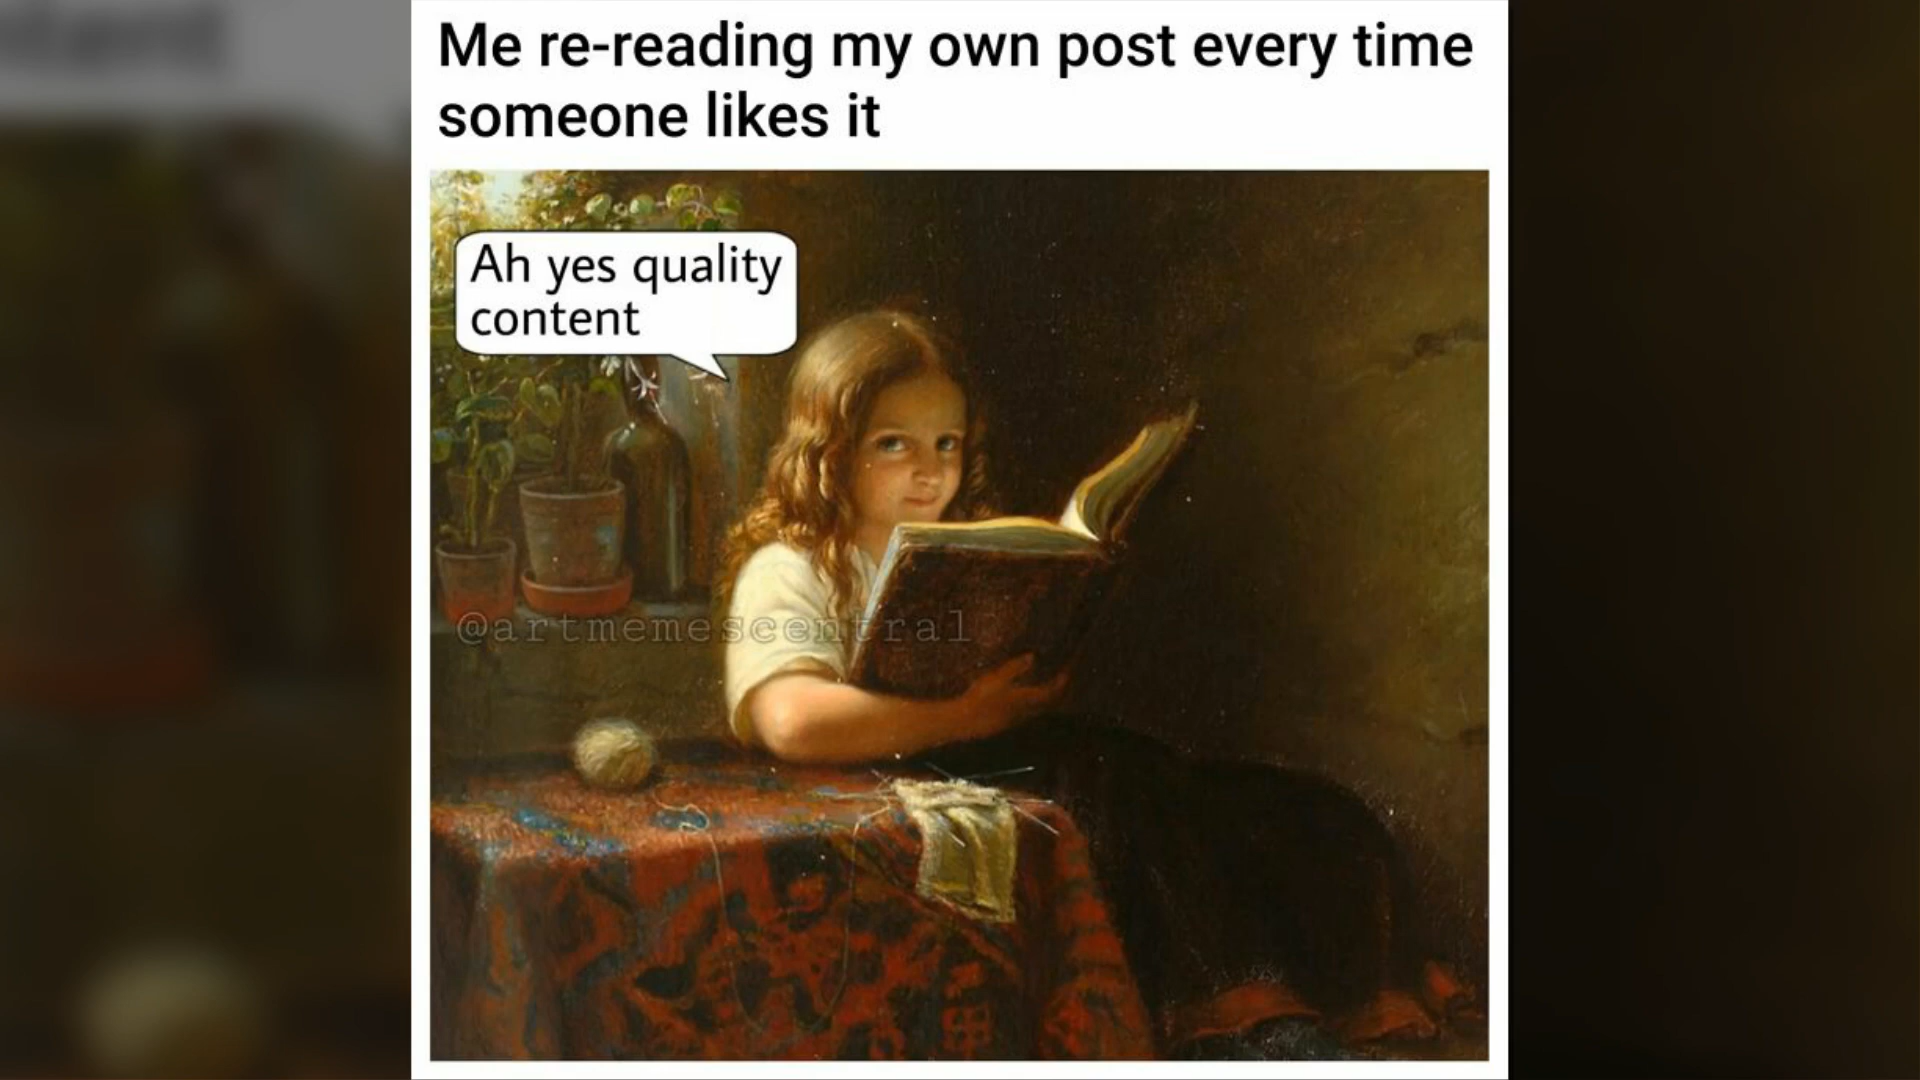 Me re-reading my own post every time
someone likes it
Ah yes quality
content
@artmemescentral